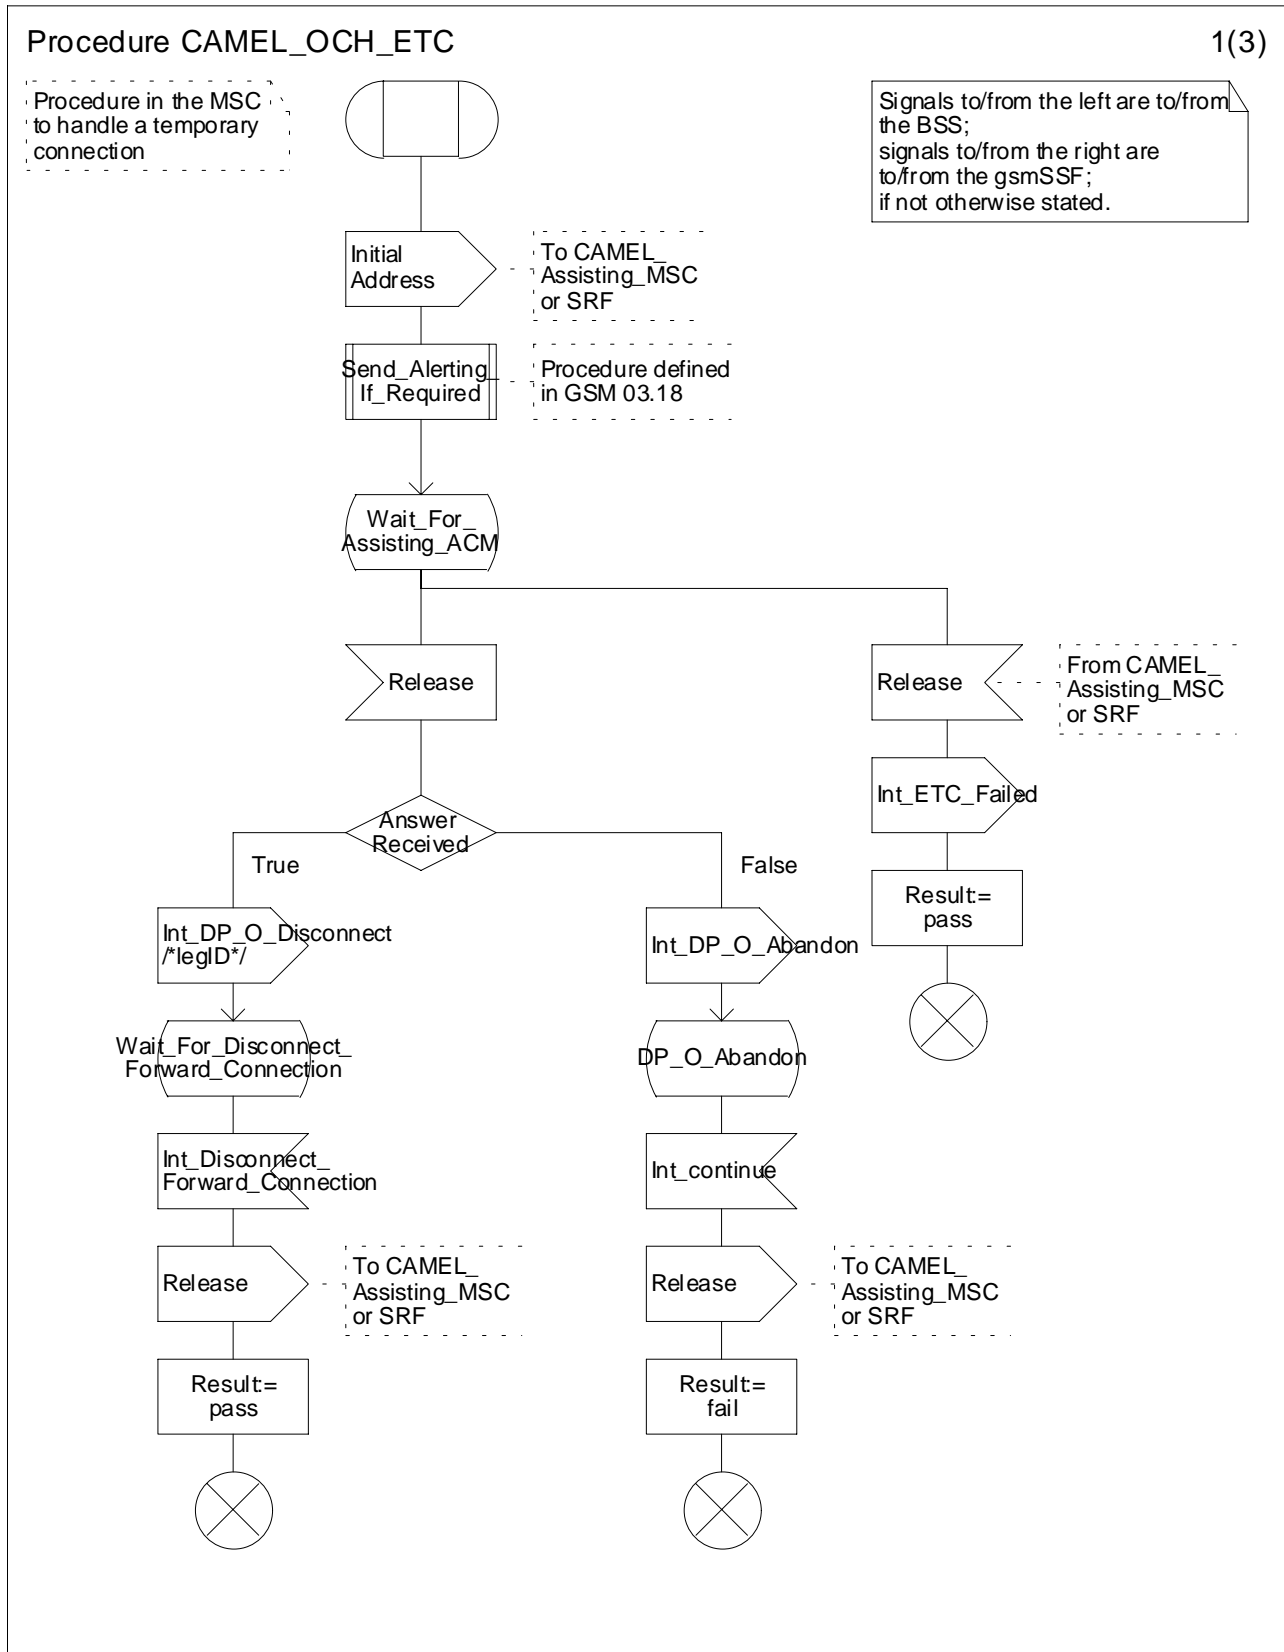 Procedure CAMEL_OCH_ETC
1(3)
Procedure in the MSC
to handle a temporary
connection
Signals to/from the left are to/from
the BSS;
signals to/from the right are
to/from the gsmSSF;
if not otherwise stated.
Initial
Address
To CAMEL_
Assisting_MSC
or SRF
Send_Alerting_
If_Required
Procedure defined
in GSM 03.18
Wait_For_
Assisting_ACM
Release
Release
From CAMEL_
Assisting_MSC
or SRF
Int_ETC_Failed
Answer
Received
True
False
Result:=
pass
Int_DP_O_Disconnect
/*legID*/
Int_DP_O_Abandon
Wait_For_Disconnect_
Forward_Connection
DP_O_Abandon
Int_Disconnect_
Forward_Connection
Int_continue
Release
To CAMEL_
Assisting_MSC
or SRF
Release
To CAMEL_
Assisting_MSC
or SRF
Result:=
pass
Result:=
fail